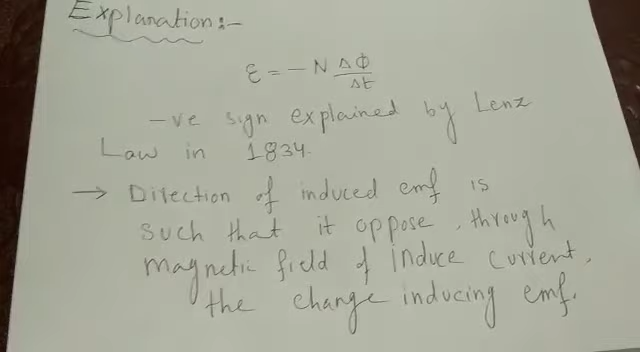 Explanation:-
ε = - N ΔΦ/Δt
-ve sign explained by Lenz
Law in 1834.
→ Direction of induced emf is
such that it oppose, through
magnetic field of induce current,
the change inducing emf.